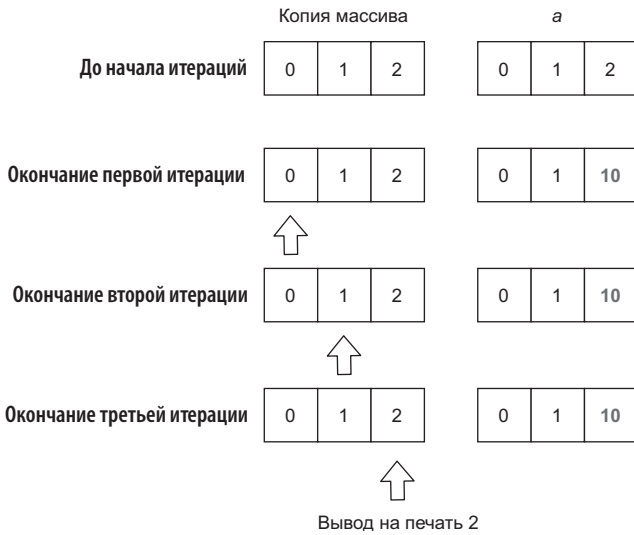 Копия массива a
До начала итераций 0 1 2 0 1 2
Окончание первой итерации 0 1 2 0 1 10
Окончание второй итерации 0 1 2 0 1 10
Окончание третьей итерации 0 1 2 0 1 10
Вывод на печать 2